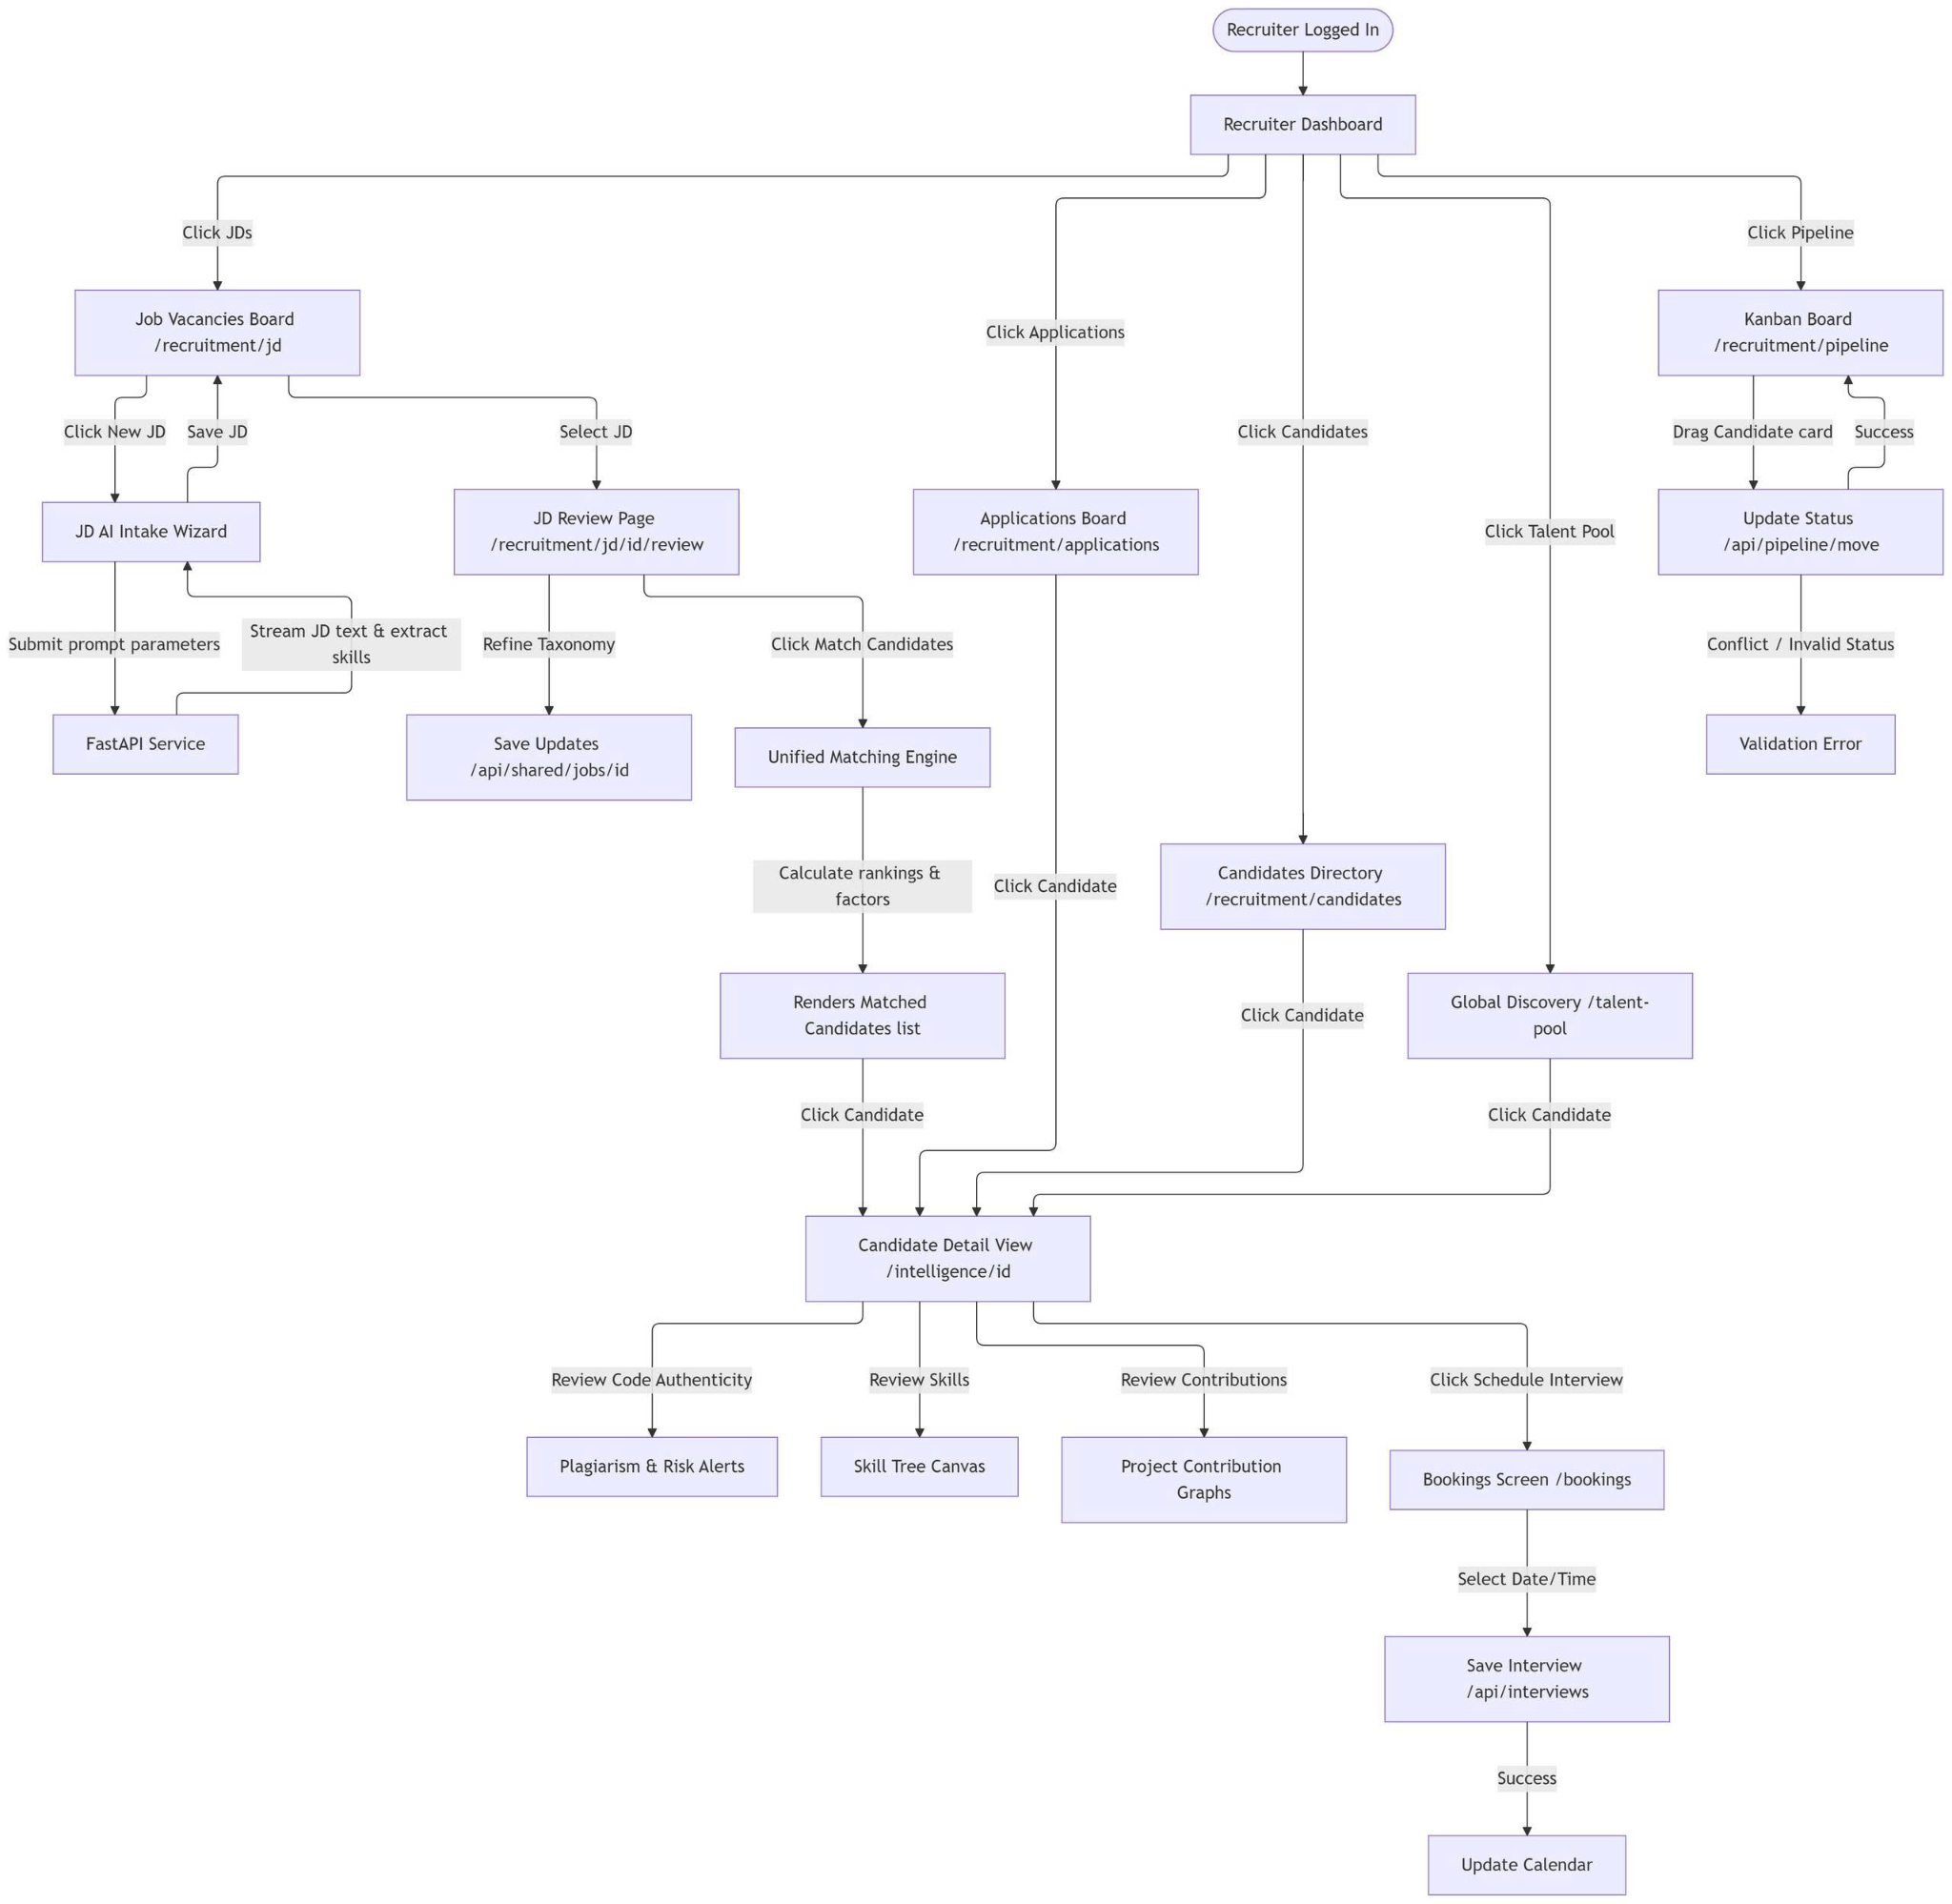 Recruiter Logged In
Recruiter Dashboard
Click JDs
Click Pipeline
Job Vacancies Board
/recruitment/jd
Click Applications
Kanban Board
/recruitment/pipeline
Click New JD
Save JD
Select JD
Click Candidates
Drag Candidate card
Success
JD AI Intake Wizard
JD Review Page
/recruitment/jd/id/review
Applications Board
/recruitment/applications
Click Talent Pool
Update Status
/api/pipeline/move
Submit prompt parameters
Stream JD text & extract
skills
Refine Taxonomy
Click Match Candidates
Conflict / Invalid Status
FastAPI Service
Save Updates
/api/shared/jobs/id
Unified Matching Engine
Validation Error
Calculate rankings &
factors
Click Candidate
Candidates Directory
/recruitment/candidates
Renders Matched
Candidates list
Click Candidate
Global Discovery /talent-
pool
Click Candidate
Click Candidate
Candidate Detail View
/intelligence/id
Review Code Authenticity
Review Skills
Review Contributions
Click Schedule Interview
Plagiarism & Risk Alerts
Skill Tree Canvas
Project Contribution
Graphs
Bookings Screen /bookings
Select Date/Time
Save Interview
/api/interviews
Success
Update Calendar